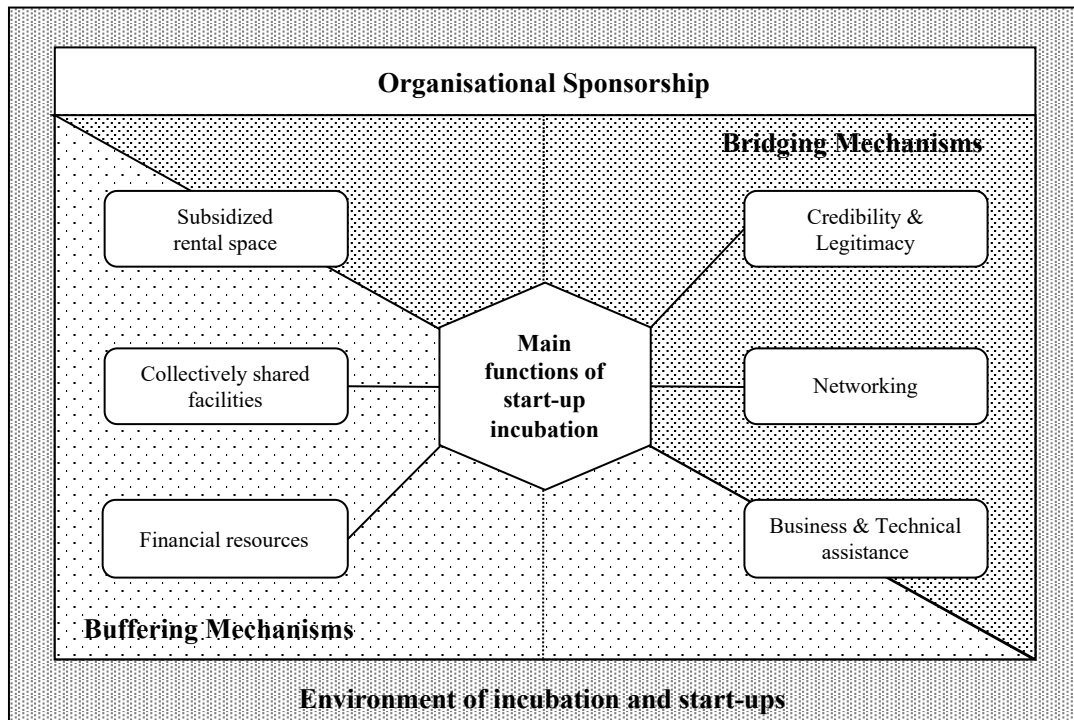 Organisational Sponsorship
Bridging Mechanisms
Subsidized
rental space
Credibility &
Legitimacy
Main
functions of
start-up
incubation
Collectively shared
facilities
Networking
Financial resources
Business & Technical
assistance
Buffering Mechanisms
Environment of incubation and start-ups